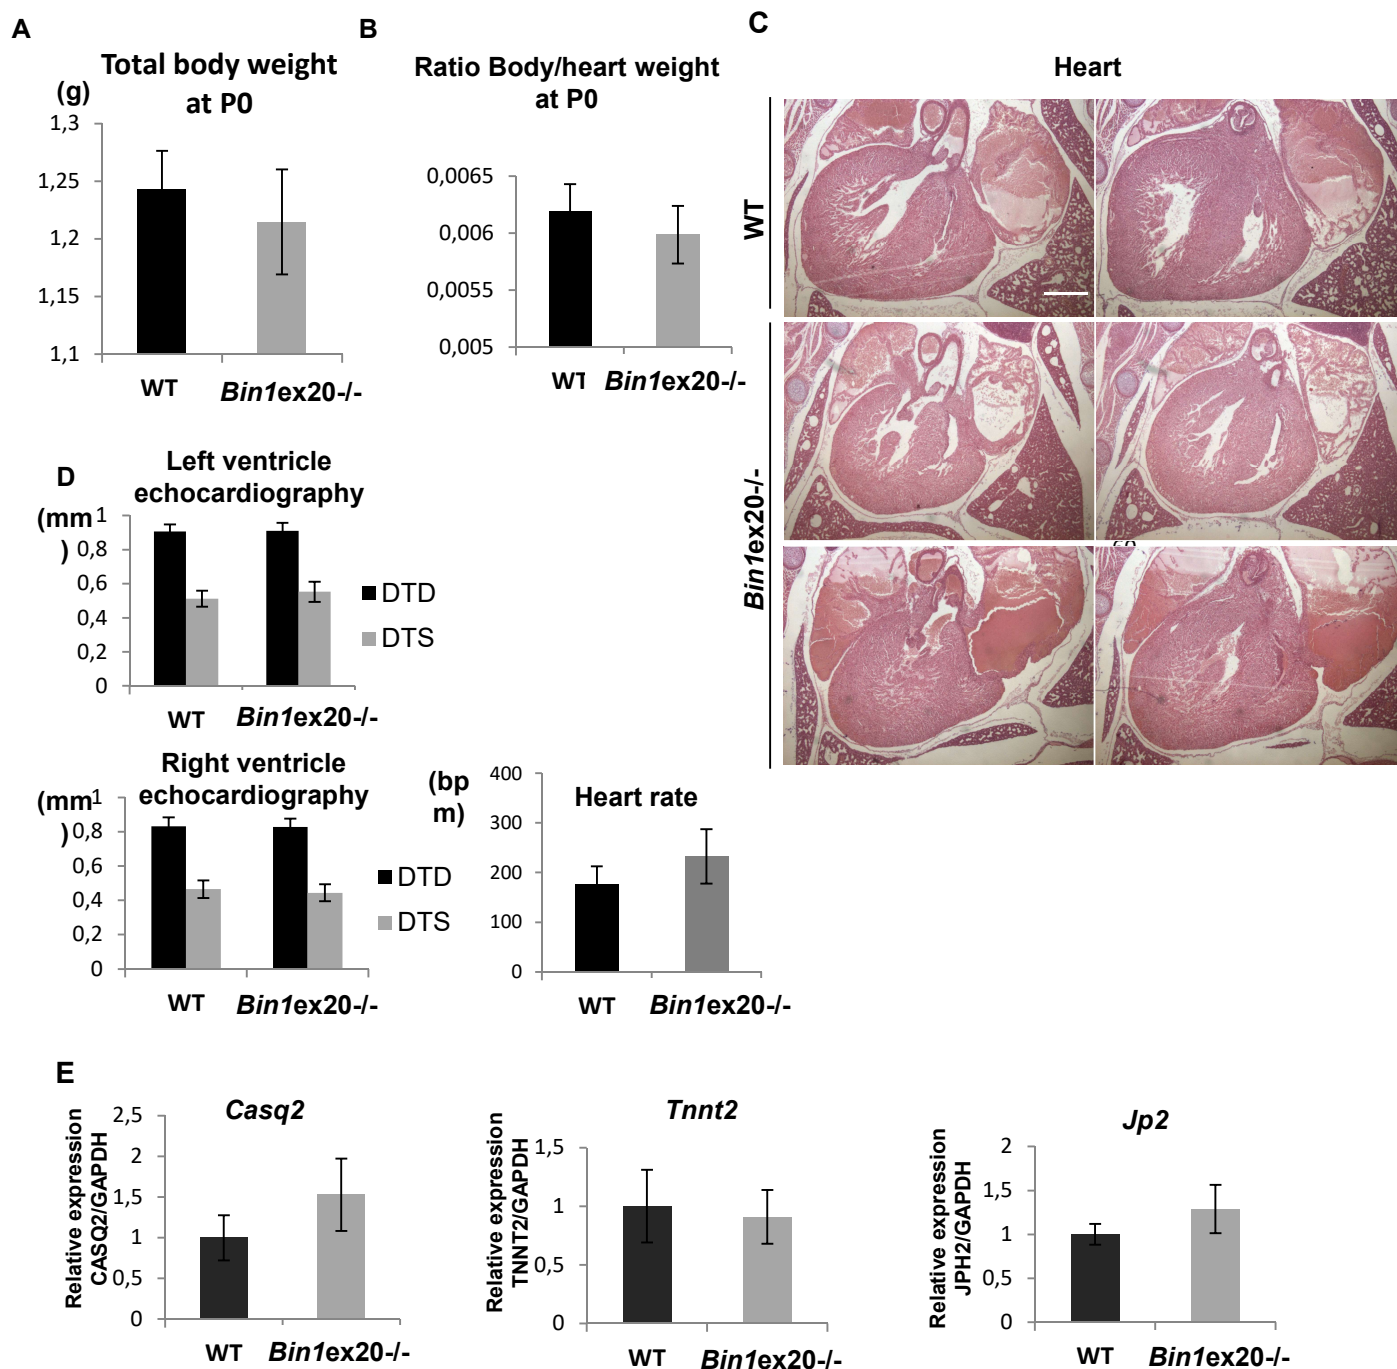 A
Total body weight
at P0
(g)
1,3
1,25
1,2
1,15
1,1
WT
Bin1ex20-/-
B
Ratio Body/heart weight
at P0
0,0065
0,006
0,0055
0,005
WT
Bin1ex20-/-
C
Heart
WT
Bin1ex20-/-
D
Left ventricle
echocardiography
(mm
)
1
0,8
0,6
0,4
0,2
0
WT
Bin1ex20-/-
DTD
DTS
Right ventricle
echocardiography
(mm
)
1
0,8
0,6
0,4
0,2
0
WT
Bin1ex20-/-
DTD
DTS
(bp
m)
Heart rate
400
300
200
100
0
WT
Bin1ex20-/-
E
Casq2
Relative expression
CASQ2/GAPDH
2,5
2
1,5
1
0,5
0
WT
Bin1ex20-/-
Tnnt2
Relative expression
TNNT2/GAPDH
1,5
1
0,5
0
WT
Bin1ex20-/-
Jp2
Relative expression
JPH2/GAPDH
2
1,5
1
0,5
0
WT
Bin1ex20-/-